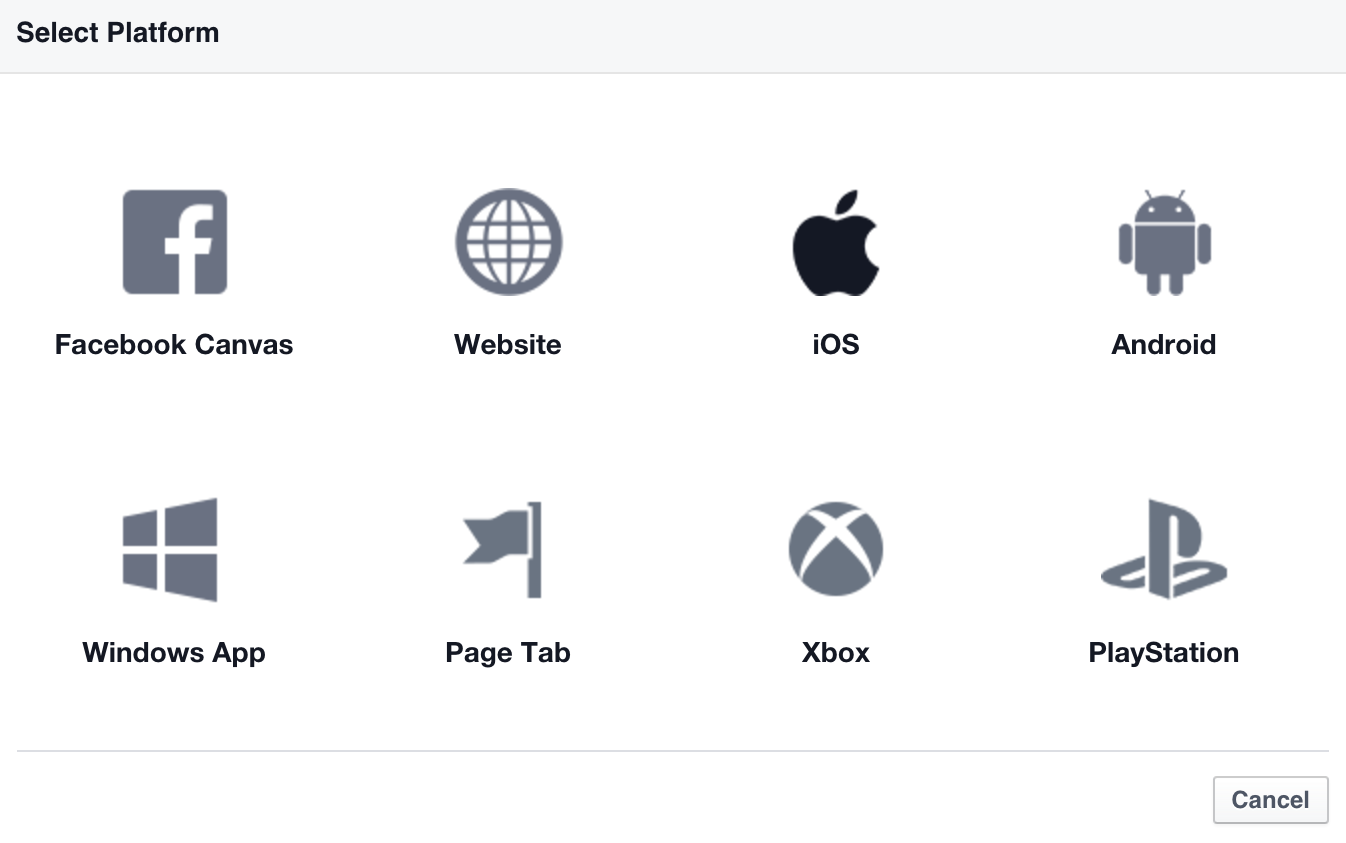 Select Platform
Facebook Canvas
Website
iOS
Android
Windows App
Page Tab
Xbox
PlayStation
Cancel